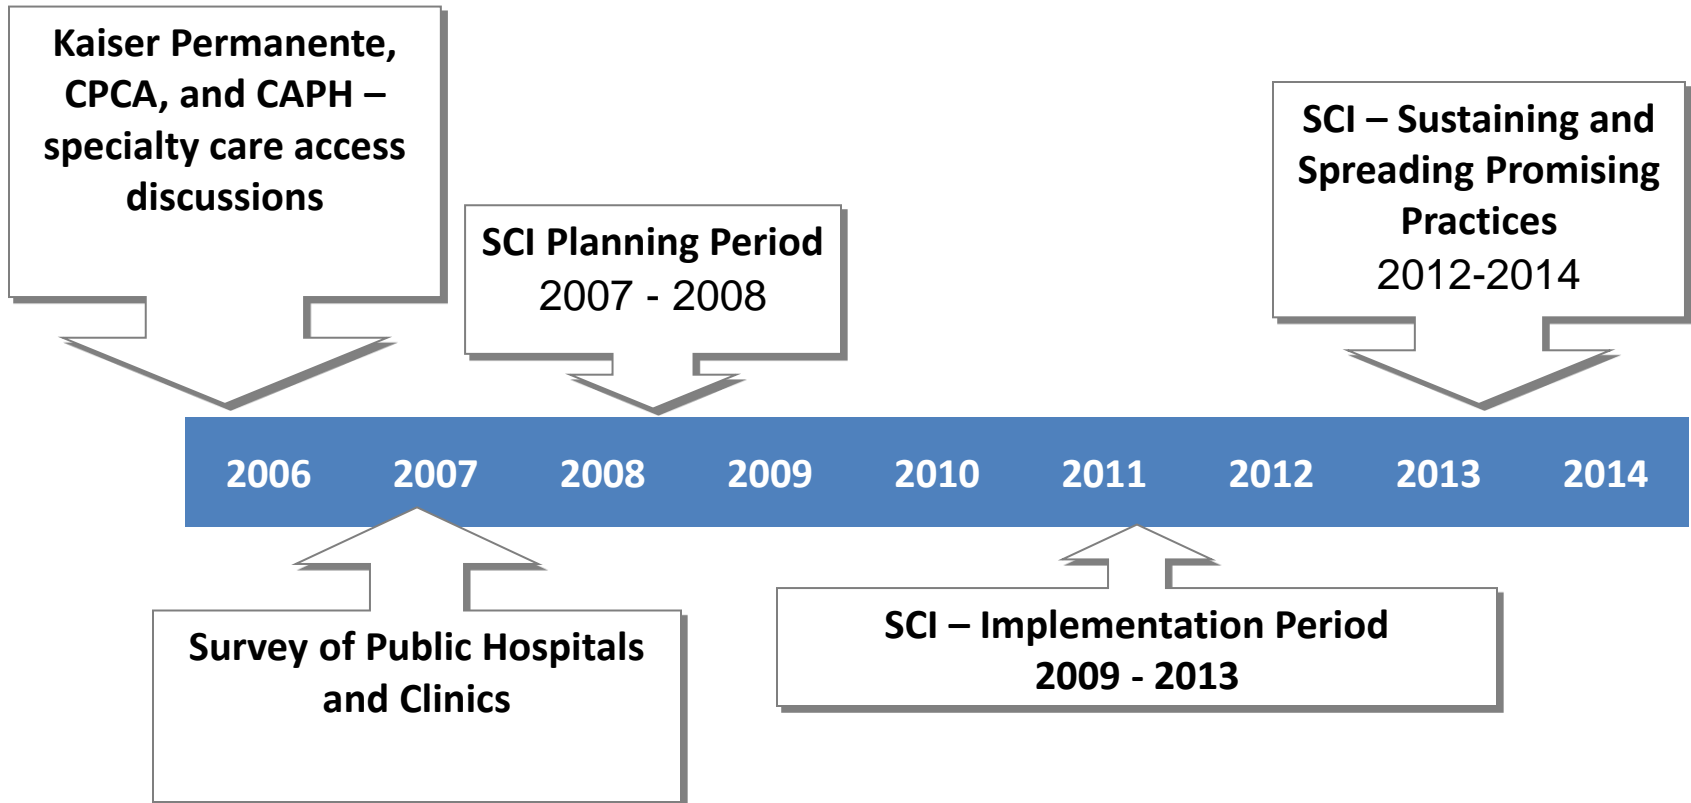 Kaiser Permanente,
CPCA, and CAPH –
specialty care access
discussions
SCI – Sustaining and
Spreading Promising
Practices
2012-2014
SCI Planning Period
2007 - 2008
2006 2007 2008 2009 2010 2011 2012 2013 2014
Survey of Public Hospitals
and Clinics
SCI – Implementation Period
2009 - 2013